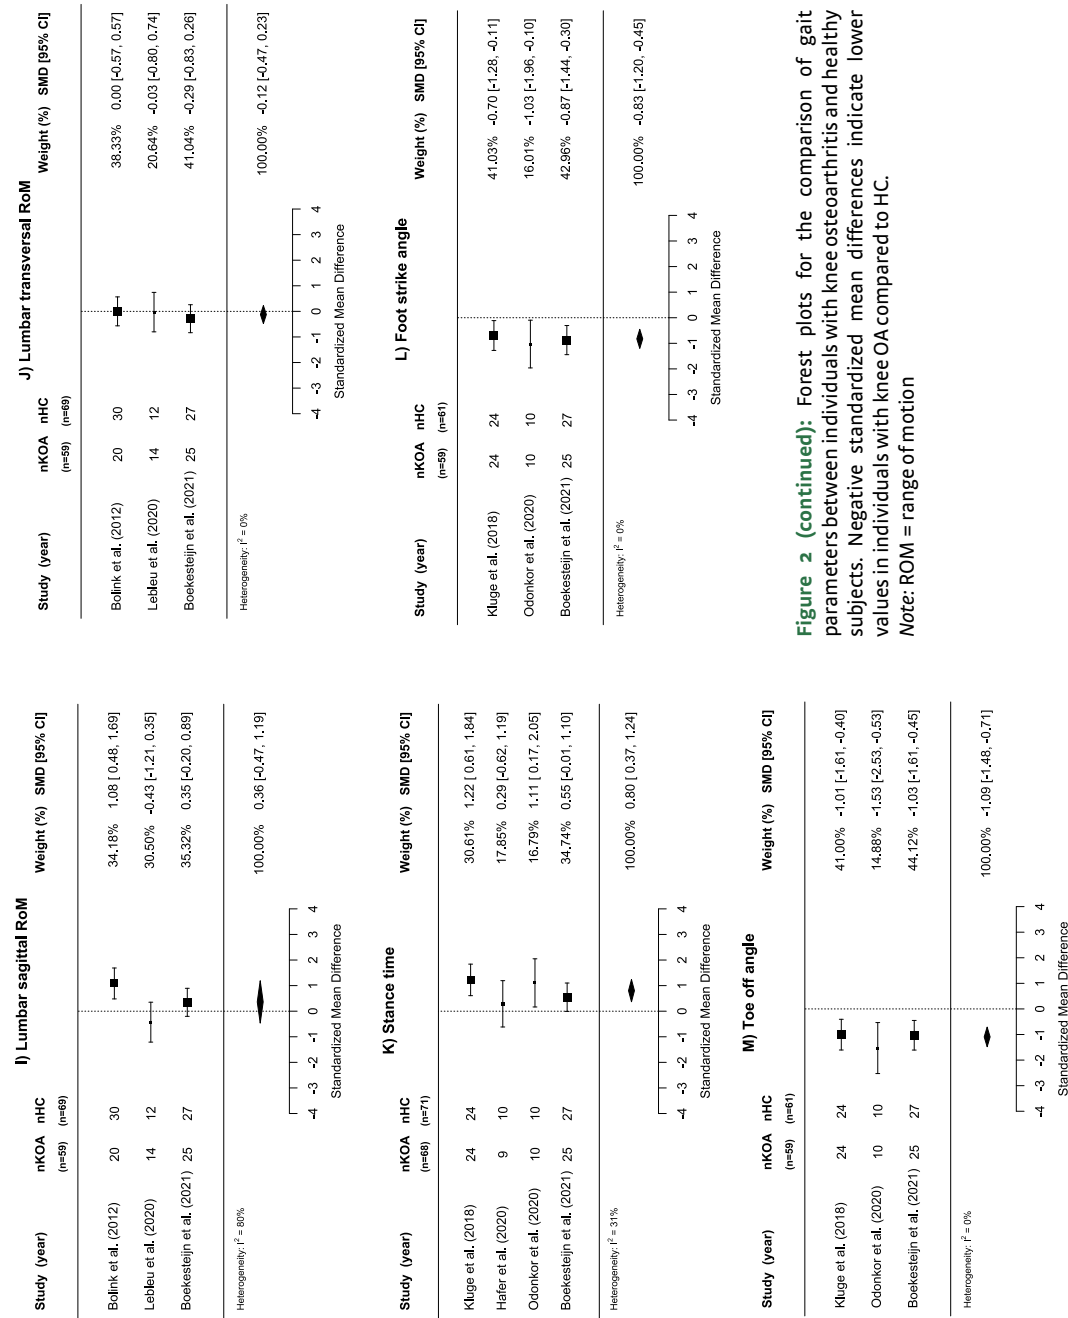 I) Lumbar sagittal RoM
Study (year) nKOA nHC Weight (%) SMD [95% CI]
(n=59) (n=69)
Bolink et al. (2012) 20 30 34.18% 1.08 [ 0.48, 1.69]
Lebleu et al. (2020) 14 12 30.50% -0.43 [-1.21, 0.35]
Boekesteijn et al. (2021) 25 27 35.32% 0.35 [-0.20, 0.89]
100.00% 0.36 [-0.47, 1.19]
Heterogeneity: I² = 80%
-4 -3 -2 -1 0 1 2 3 4
Standardized Mean Difference
J) Lumbar transversal RoM
Study (year) nKOA nHC Weight (%) SMD [95% CI]
(n=59) (n=69)
Bolink et al. (2012) 20 30 38.33% 0.00 [-0.57, 0.57]
Lebleu et al. (2020) 14 12 20.64% -0.03 [-0.80, 0.74]
Boekesteijn et al. (2021) 25 27 41.04% -0.29 [-0.83, 0.26]
100.00% -0.12 [-0.47, 0.23]
Heterogeneity: I² = 0%
-4 -3 -2 -1 0 1 2 3 4
Standardized Mean Difference
K) Stance time
Study (year) nKOA nHC Weight (%) SMD [95% CI]
(n=68) (n=71)
Kluge et al. (2018) 24 24 30.61% 1.22 [ 0.61, 1.84]
Hafer et al. (2020) 9 10 17.85% 0.29 [-0.62, 1.19]
Odonkor et al. (2020) 10 10 16.79% 1.11 [ 0.17, 2.05]
Boekesteijn et al. (2021) 25 27 34.74% 0.55 [-0.01, 1.10]
100.00% 0.80 [ 0.37, 1.24]
Heterogeneity: I² = 31%
-4 -3 -2 -1 0 1 2 3 4
Standardized Mean Difference
L) Foot strike angle
Study (year) nKOA nHC Weight (%) SMD [95% CI]
(n=59) (n=61)
Kluge et al. (2018) 24 24 41.03% -0.70 [-1.28, -0.11]
Odonkor et al. (2020) 10 10 16.01% -1.03 [-1.96, -0.10]
Boekesteijn et al. (2021) 25 27 42.96% -0.87 [-1.44, -0.30]
100.00% -0.83 [-1.20, -0.45]
Heterogeneity: I² = 0%
-4 -3 -2 -1 0 1 2 3 4
Standardized Mean Difference
M) Toe off angle
Study (year) nKOA nHC Weight (%) SMD [95% CI]
(n=59) (n=61)
Kluge et al. (2018) 24 24 41.00% -1.01 [-1.61, -0.40]
Odonkor et al. (2020) 10 10 14.88% -1.53 [-2.53, -0.53]
Boekesteijn et al. (2021) 25 27 44.12% -1.03 [-1.61, -0.45]
100.00% -1.09 [-1.48, -0.71]
Heterogeneity: I² = 0%
-4 -3 -2 -1 0 1 2 3 4
Standardized Mean Difference
Figure 2 (continued): Forest plots for the comparison of gait
parameters between individuals with knee osteoarthritis and healthy
subjects. Negative standardized mean differences indicate lower
values in individuals with knee OA compared to HC.
Note: ROM = range of motion